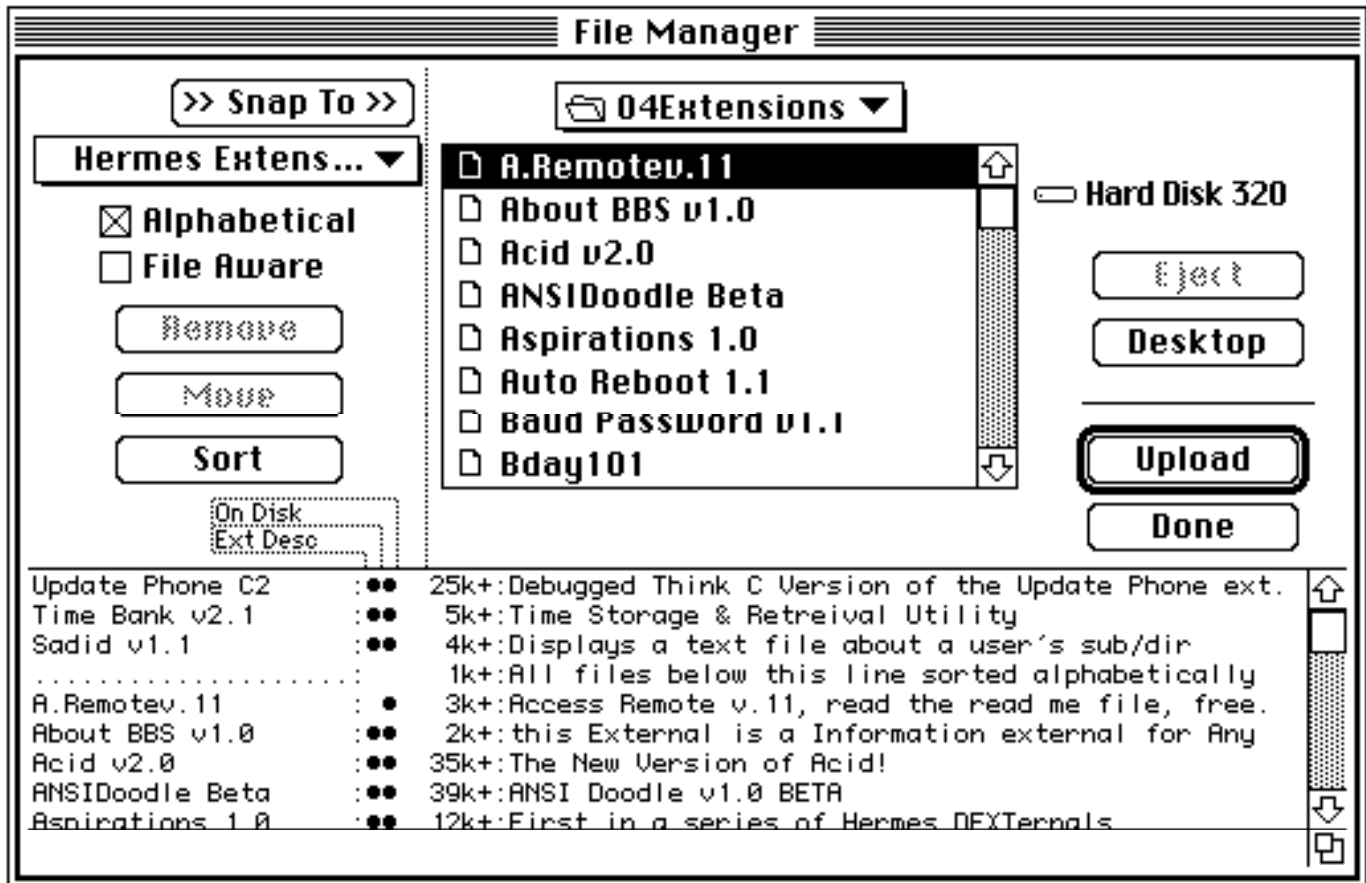 File Manager
>> Snap To >>
Hermes Extens...
Alphabetical
File Aware
Remove
Move
Sort
On Disk
Ext Desc
04Extensions
A.Remotev.11
About BBS v1.0
Acid v2.0
ANSIDoodle Beta
Aspirations 1.0
Auto Reboot 1.1
Baud Password v1.1
Bday101
Hard Disk 320
Eject
Desktop
Upload
Done
Update Phone C2 :●● 25k+:Debugged Think C Version of the Update Phone ext.
Time Bank v2.1 :●● 5k+:Time Storage & Retreival Utility
Sadid v1.1 :●● 4k+:Displays a text file about a user's sub/dir
....................: 1k+:All files below this line sorted alphabetically
A.Remotev.11 : ● 3k+:Access Remote v.11, read the read me file, free.
About BBS v1.0 :●● 2k+:this External is a Information external for Any
Acid v2.0 :●● 35k+:The New Version of Acid!
ANSIDoodle Beta :●● 39k+:ANSI Doodle v1.0 BETA
Aspirations 1.0 :●● 12k+:First in a series of Hermes DEXTernals